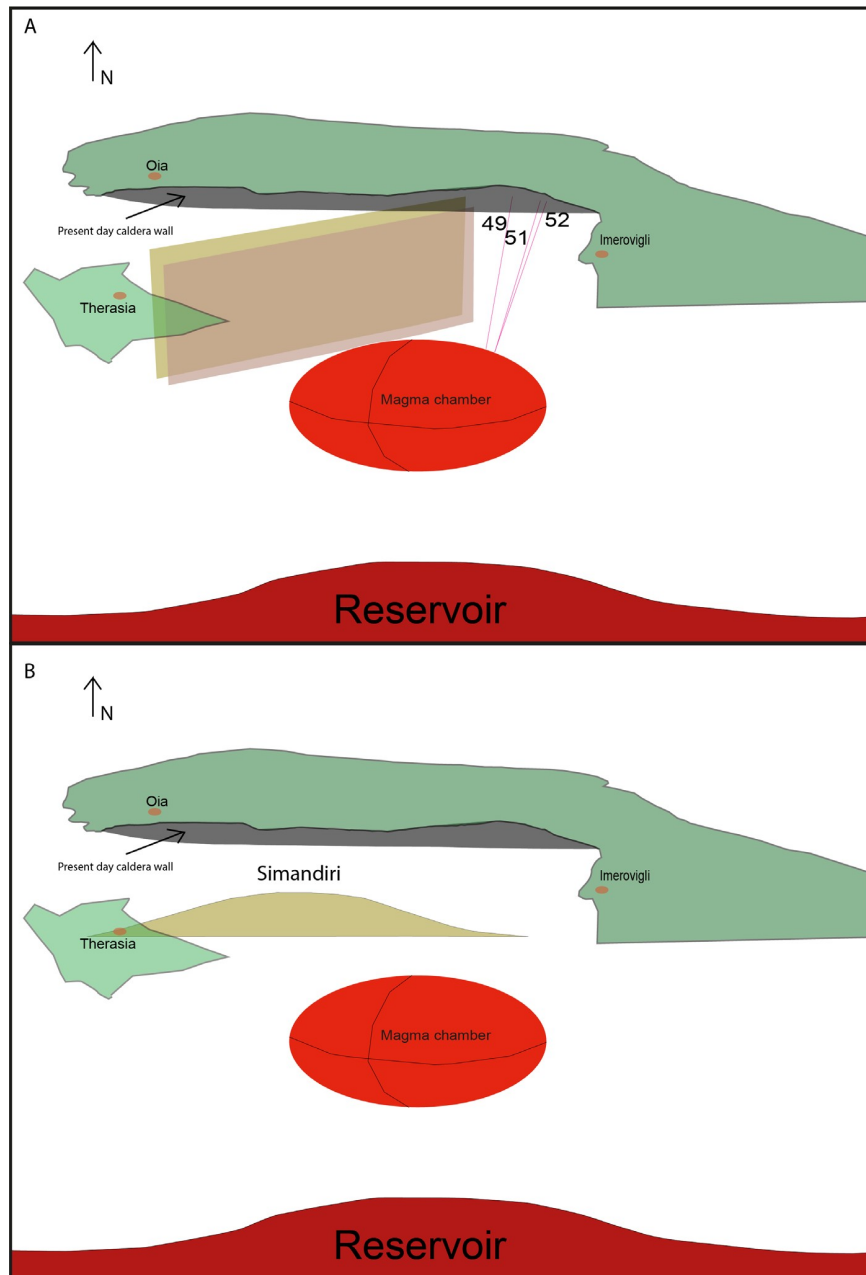 A
N
Oia
Present day caldera wall
49
51
52
Imerovigli
Therasia
Magma chamber
Reservoir
B
N
Oia
Present day caldera wall
Simandiri
Imerovigli
Therasia
Magma chamber
Reservoir